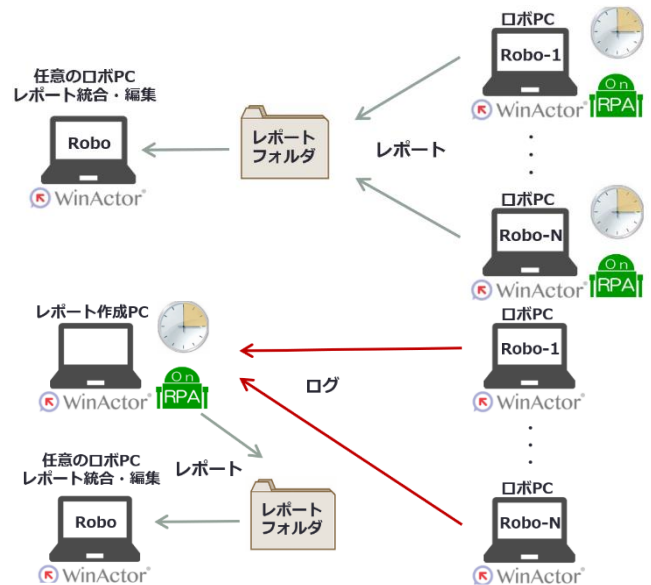 ロボPC
Robo-1
On
RPA
WinActor®
任意のロボPC
レポート統合・編集
Robo
WinActor®
レポート
フォルダ
レポート
ロボPC
Robo-N
On
RPA
WinActor®
レポート作成PC
On
RPA
WinActor®
ログ
ロボPC
Robo-1
WinActor®
レポート
任意のロボPC
レポート統合・編集
Robo
WinActor®
レポート
フォルダ
ロボPC
Robo-N
WinActor®